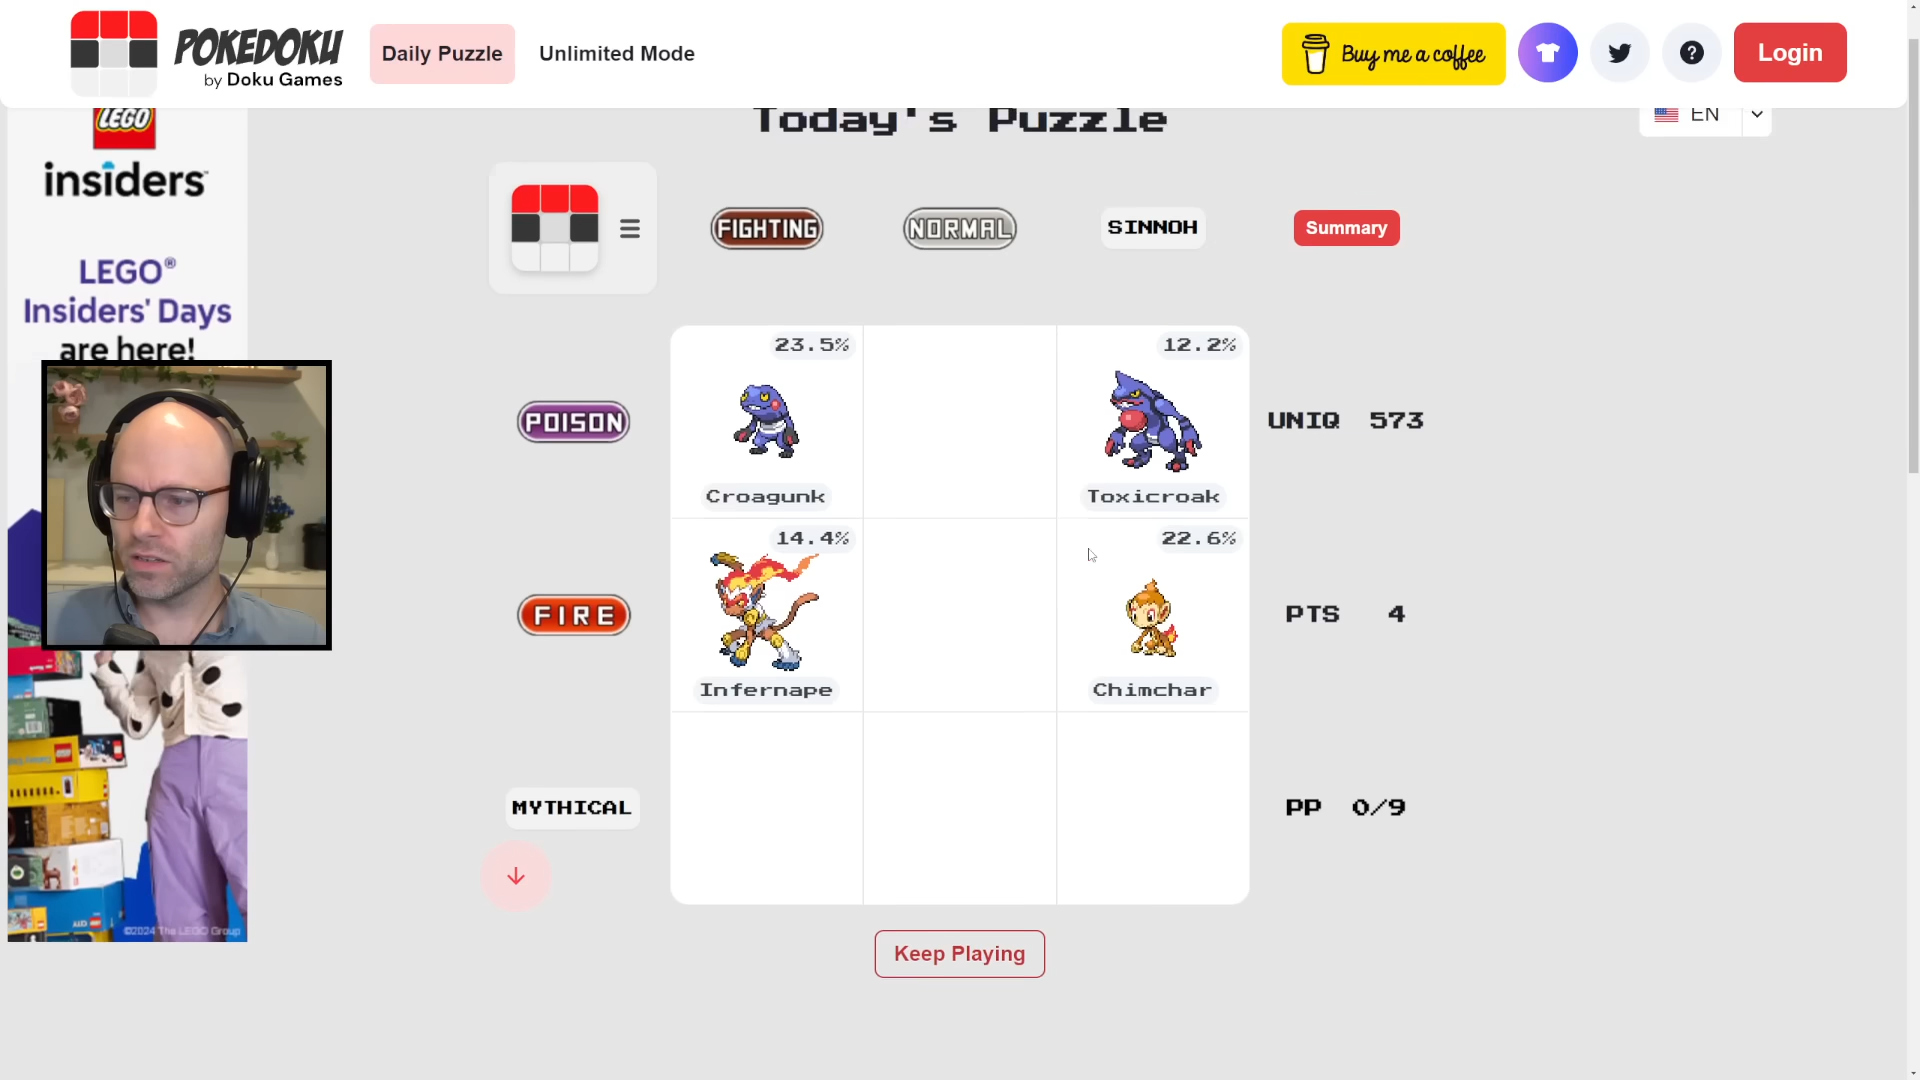 POKEDOKU
by Doku Games
Daily Puzzle
Unlimited Mode
Buy me a coffee
?
Login
LEGO
insiders
LEGO®
Insiders' Days
are here!
©2024 The LEGO Group
Today's Puzzle
EN
FIGHTING
NORMAL
SINNOH
Summary
POISON
23.5%
Croagunk
12.2%
Toxicroak
UNIQ 573
FIRE
14.4%
Infernape
22.6%
Chimchar
PTS 4
MYTHICAL
PP 0/9
Keep Playing